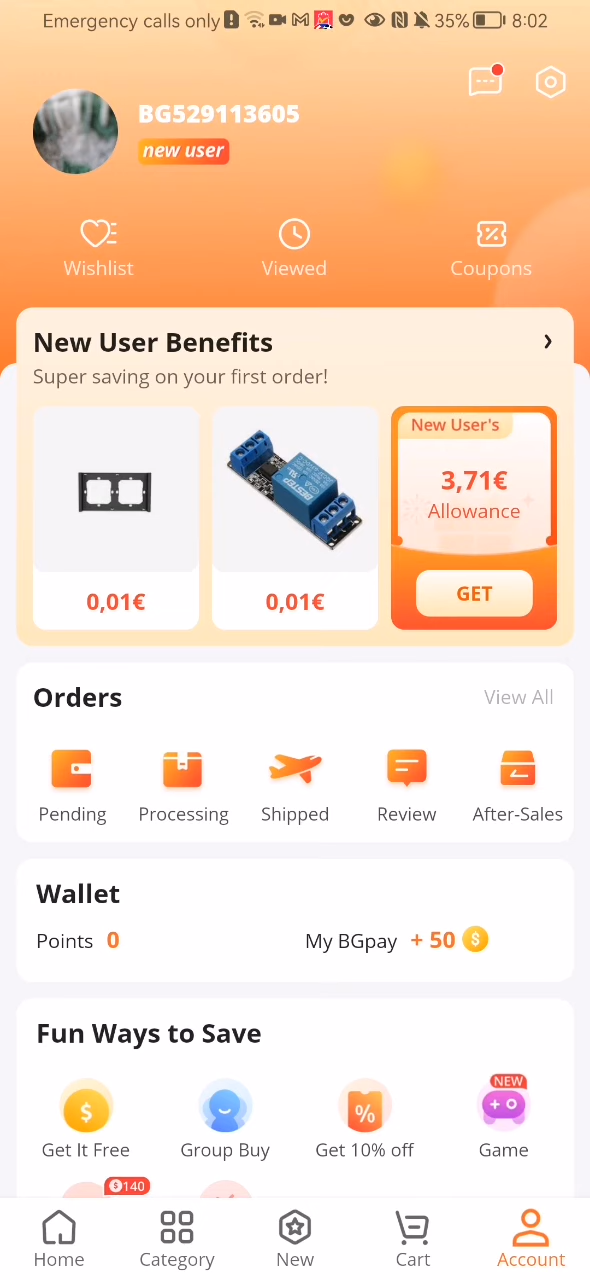 Emergency calls only 35% 8:02
BG529113605
new user
Wishlist
Viewed
Coupons
New User Benefits
Super saving on your first order!
0,01€
BESTEP
0,01€
New User's
3,71€
Allowance
GET
Orders
View All
Pending
Processing
Shipped
Review
After-Sales
Wallet
Points 0
My BGpay + 50
Fun Ways to Save
NEW
Get It Free
Group Buy
Get 10% off
Game
140
Home
Category
New
Cart
Account